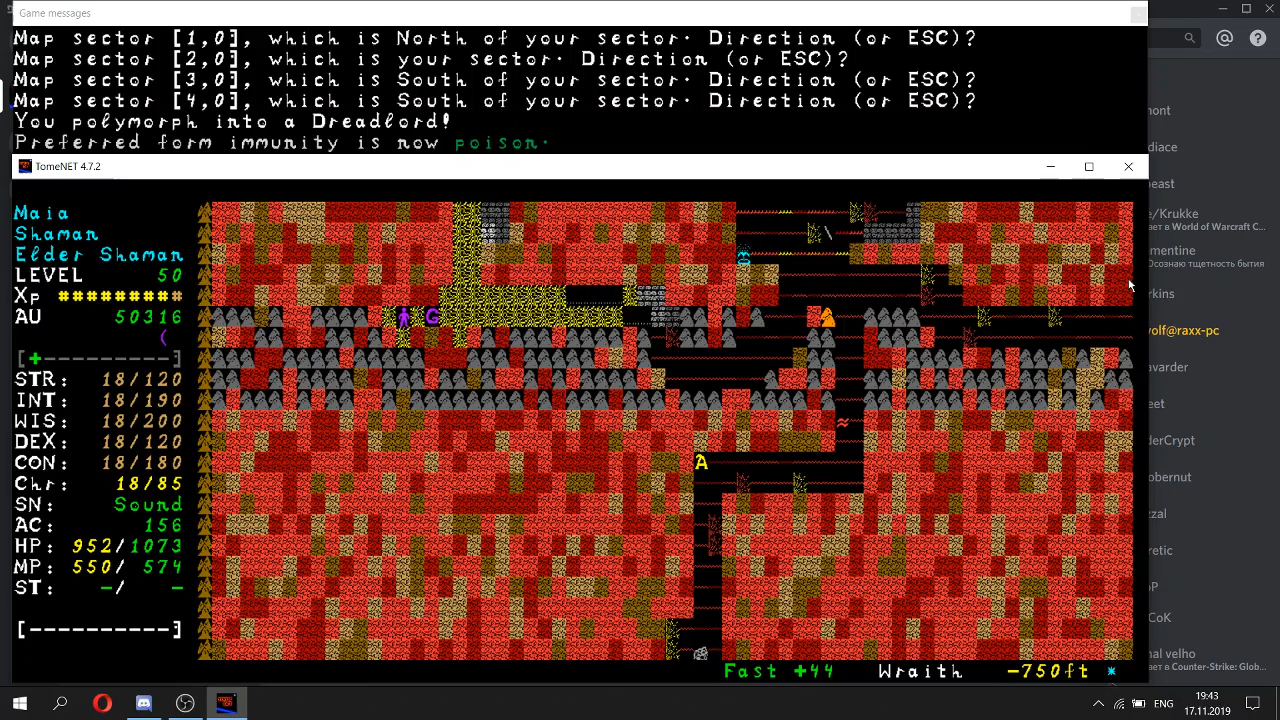 Game messages
Map sector [1,0], which is North of your sector· Direction (or ESC)?
Map sector [2,0], which is your sector· Direction (or ESC)?
Map sector [3,0], which is South of your sector· Direction (or ESC)?
Map sector [4,0], which is South of your sector· Direction (or ESC)?
You polymorph into a Dreadlord!
Preferred form immunity is now poison·
TomeNET 4.7.2
Maia
Shaman
Elder Shaman
LEVEL 50
Xp
AU 50316
(
[+----------]
STR: 18/120
INT: 18/190
WIS: 18/200
DEX: 18/120
CON: 18/180
Chr: 18/85
SN: Sound
AC: 156
HP: 952/1073
MP: 550/ 574
ST: -/ -
[----------]
G
A
Fast +44 Wraith -750ft *
mont
diace
beast
e/Krukke
ает в World of Warcraft C...
ementine
Осознаю тщетность бытия
rkins
wolf@raxx-pc
avarder
eet
derCrypt
obernut
zzal
retic
oP
CoK
nal velho
ает в Counter-Strike: Glob...
ENG
19:43
17.11.2019